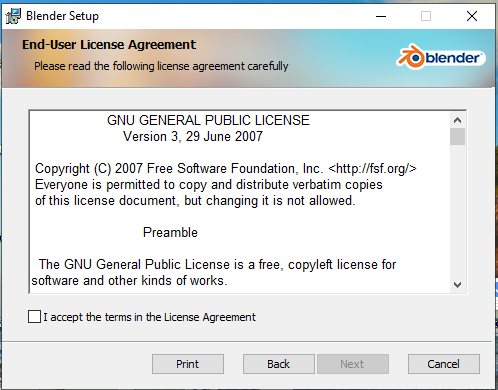 Blender Setup
End-User License Agreement
Please read the following license agreement carefully
blender
GNU GENERAL PUBLIC LICENSE
Version 3, 29 June 2007
Copyright (C) 2007 Free Software Foundation, Inc. <http://fsf.org/>
Everyone is permitted to copy and distribute verbatim copies
of this license document, but changing it is not allowed.
Preamble
The GNU General Public License is a free, copyleft license for
software and other kinds of works.
I accept the terms in the License Agreement
Print Back Next Cancel